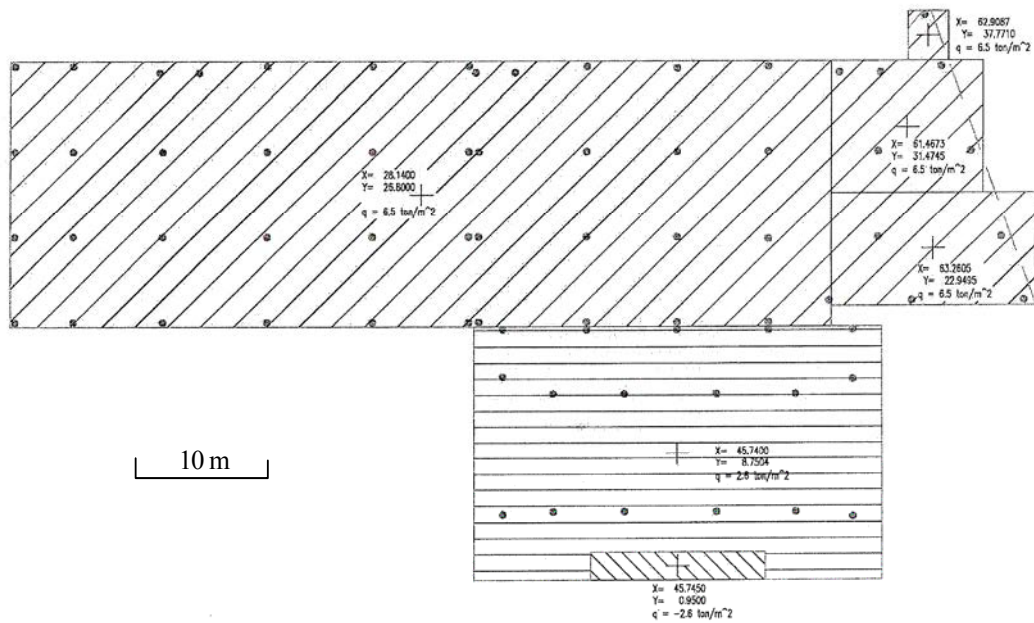 X= 62.9087
Y= 37.7710
q = 6.5 ton/m^2
X= 61.4673
Y= 31.4745
q = 6.5 ton/m^2
X= 28.1400
Y= 26.6000
q = 6.5 ton/m^2
X= 63.2605
Y= 22.9495
q = 6.5 ton/m^2
10 m
X= 45.7400
Y= 8.7504
q = 2.6 ton/m^2
X= 45.7450
Y= 0.9500
q = -2.6 ton/m^2